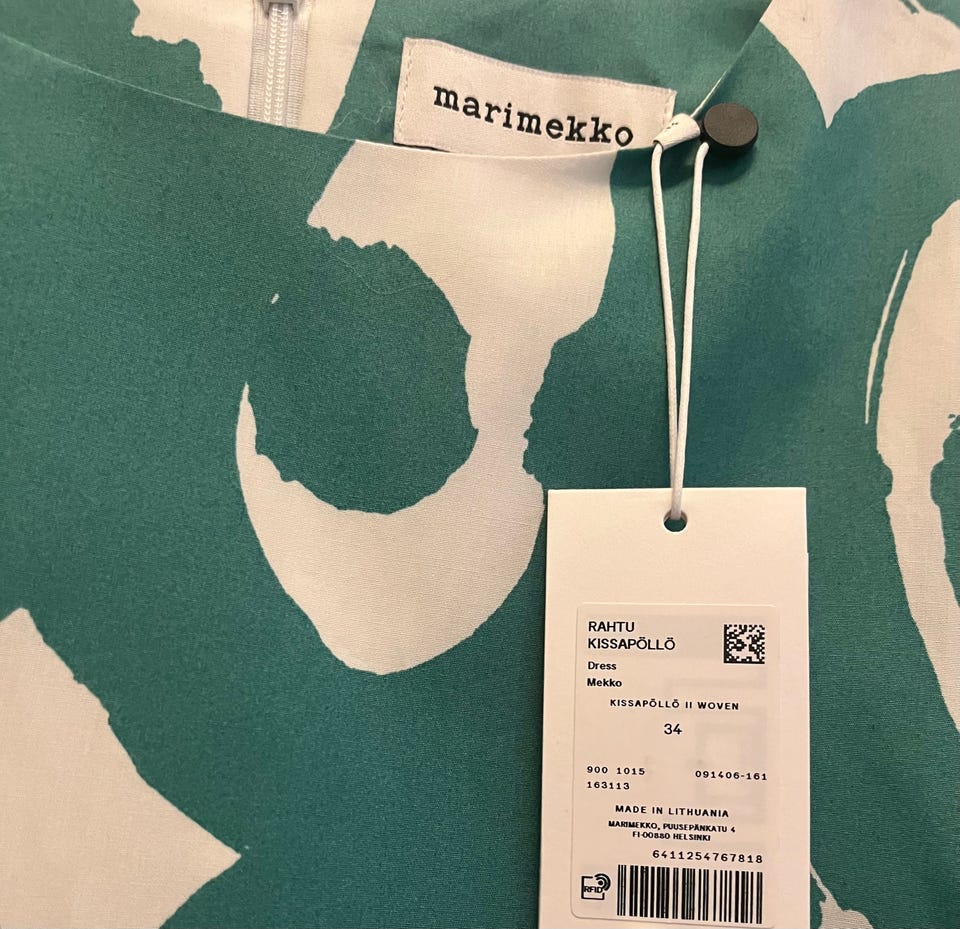 marimekko
RAHTU
KISSAPÖLLÖ
Dress
Mekko
KISSAPÖLLÖ II WOVEN
34
900 1015 091406-161
163113
MADE IN LITHUANIA
MARIMEKKO, PUUSEPÄNKATU 4
FI-00880 HELSINKI
6411254767818
RFID